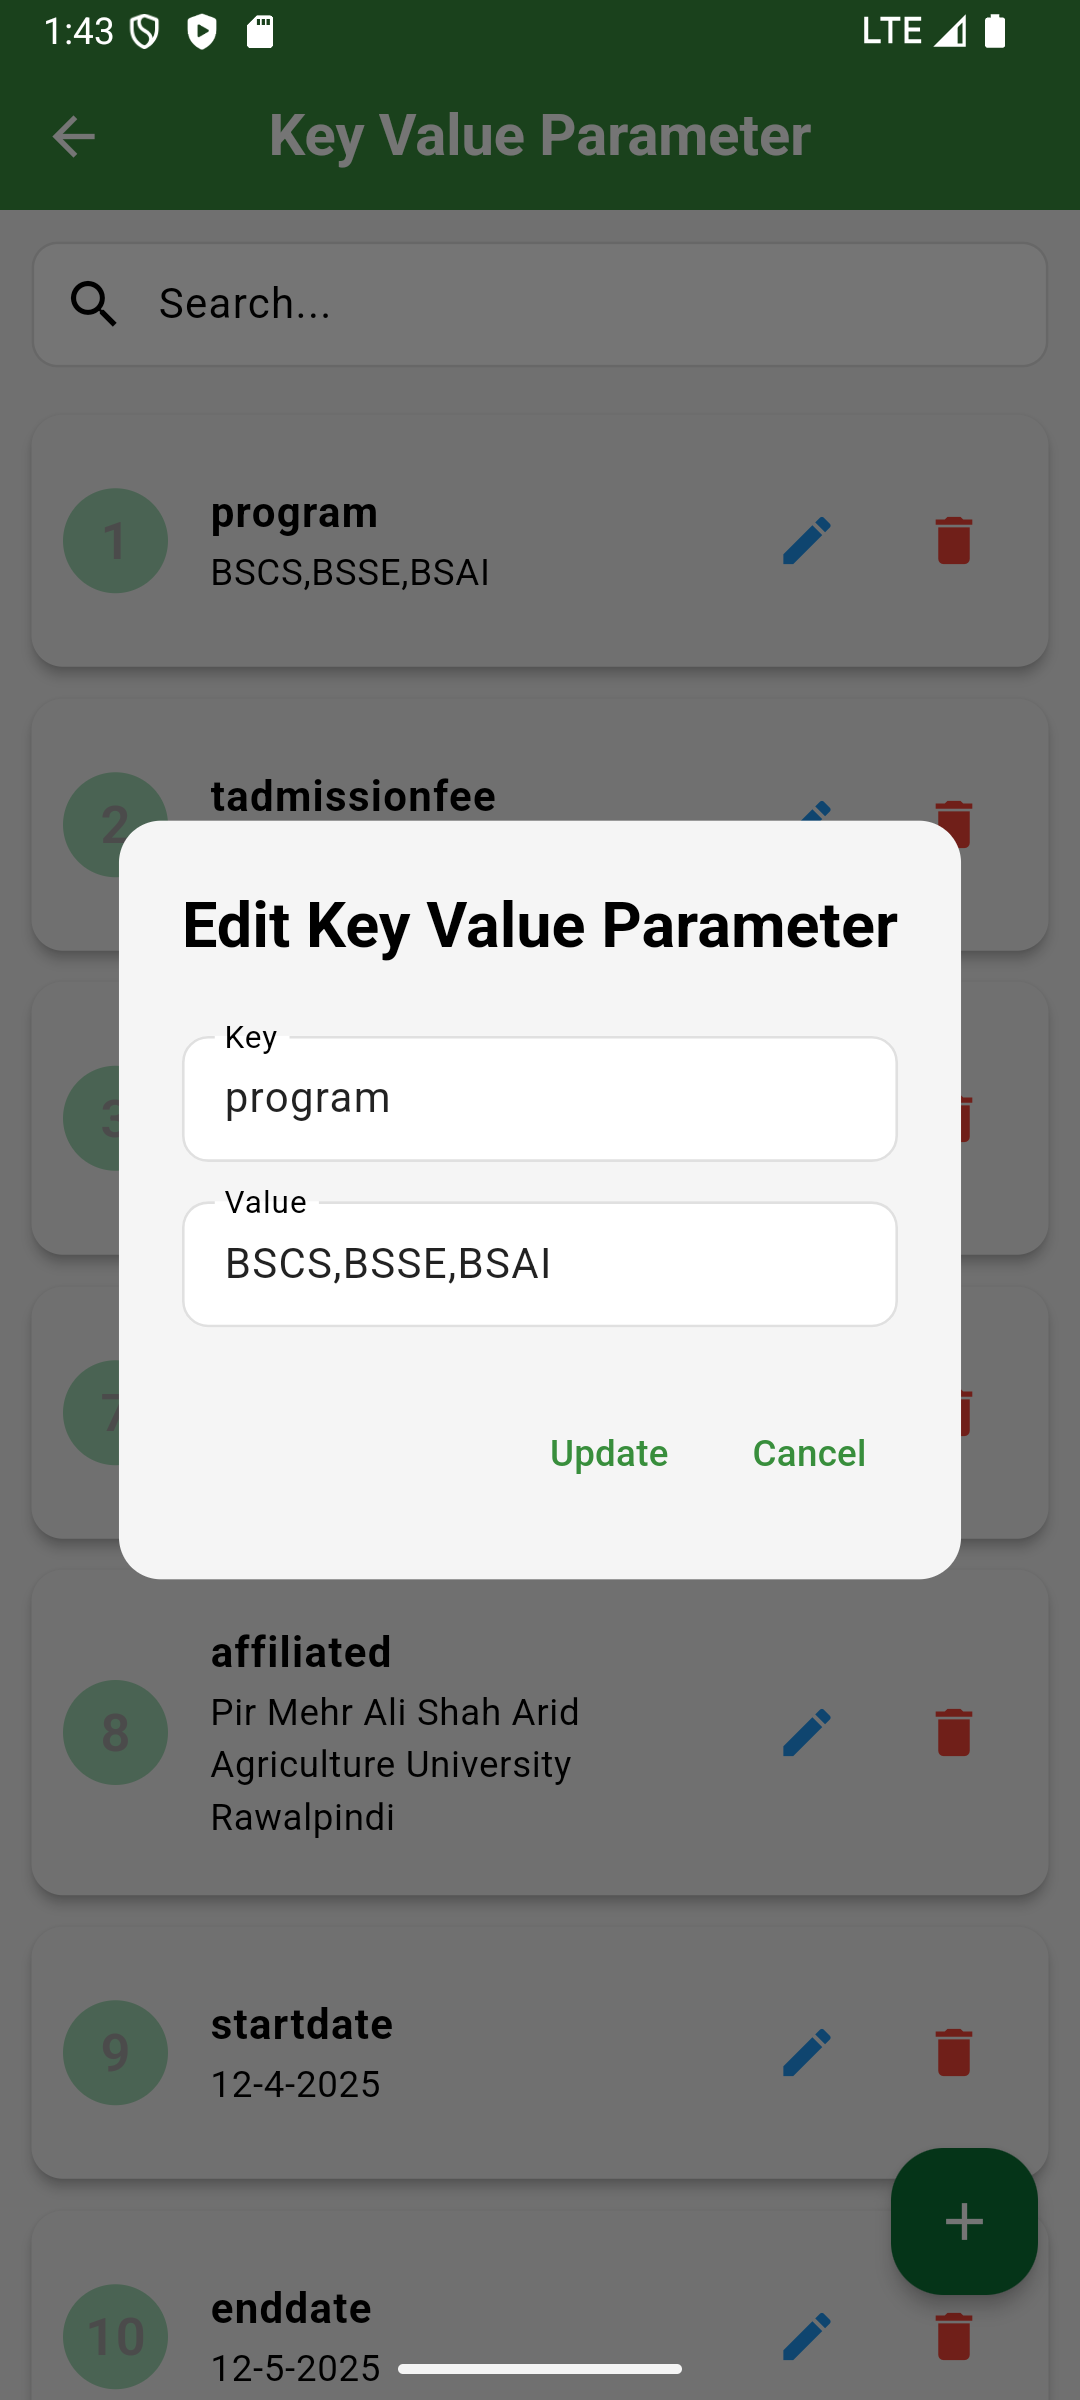 1:43 LTE
Key Value Parameter
Search...
1
program
BSCS,BSSE,BSAI
2
tadmissionfee
Edit Key Value Parameter
Key
program
3
Value
BSCS,BSSE,BSAI
7
Update Cancel
affiliated
8
Pir Mehr Ali Shah Arid
Agriculture University
Rawalpindi
startdate
9
12-4-2025
+
enddate
10
12-5-2025